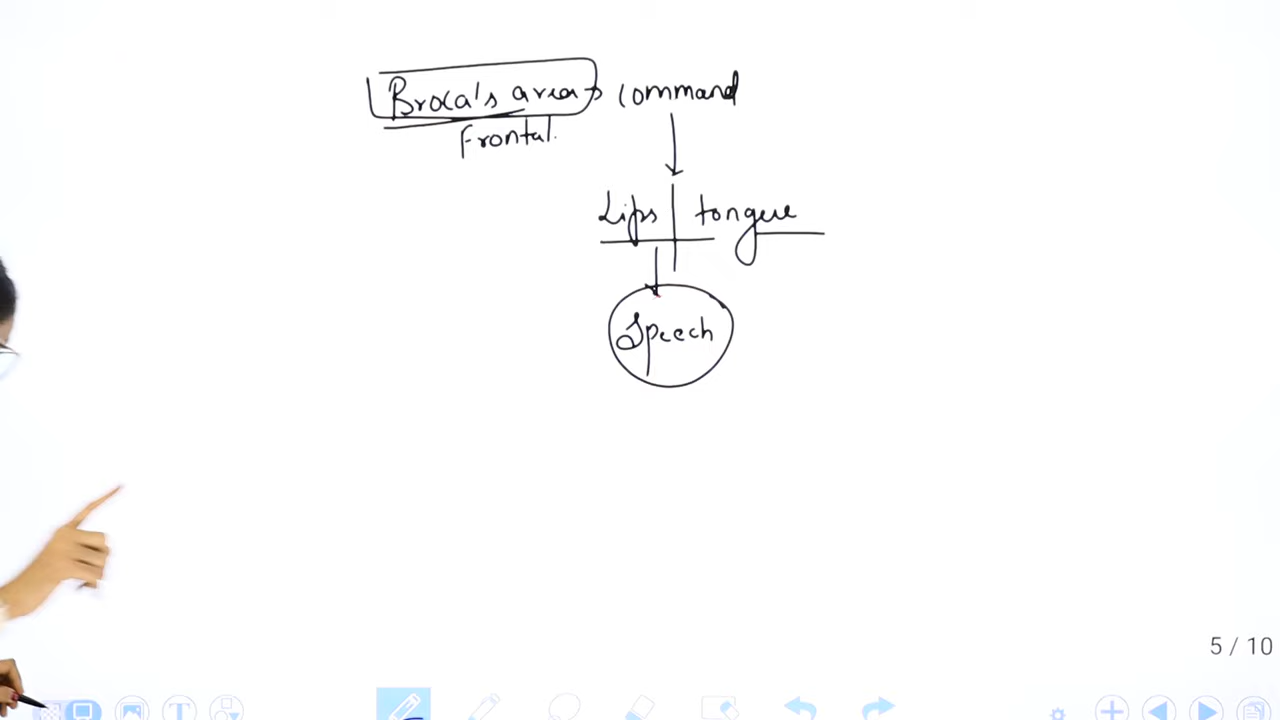 Broca's area → command
Frontal.
Lips | tongue
Speech
5 / 10
T